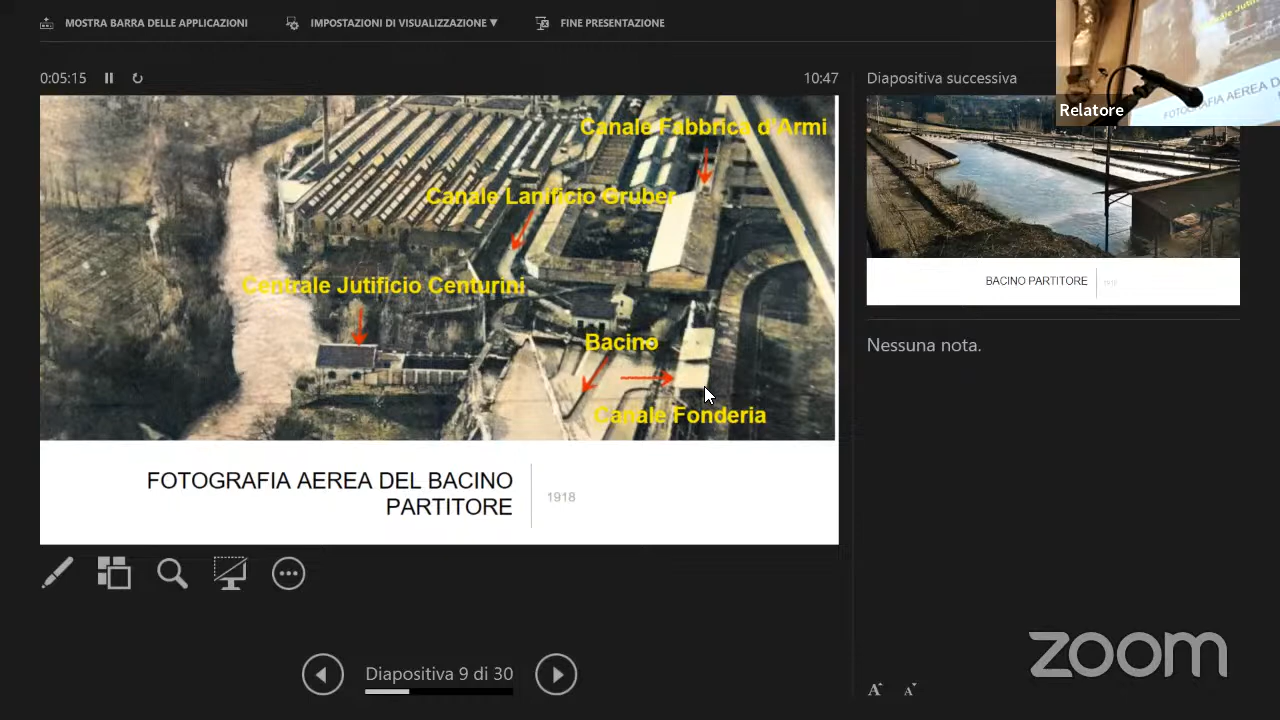 MOSTRA BARRA DELLE APPLICAZIONI
IMPOSTAZIONI DI VISUALIZZAZIONE ▼
FINE PRESENTAZIONE
0:05:15
10:47
Canale Fabbrica d'Armi
Canale Lanificio Gruber
Centrale Jutificio Centurini
Bacino
Canale Fonderia
FOTOGRAFIA AEREA DEL BACINO
PARTITORE
1918
Diapositiva successiva
Relatore
BACINO PARTITORE
1918
Nessuna nota.
Diapositiva 9 di 30
A A
zoom